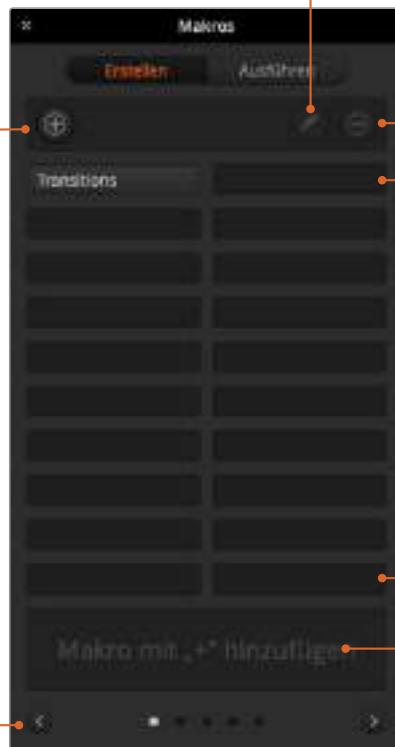 Makros
Erstellen Ausführen
Transitions
Makro mit „+“ hinzufügen